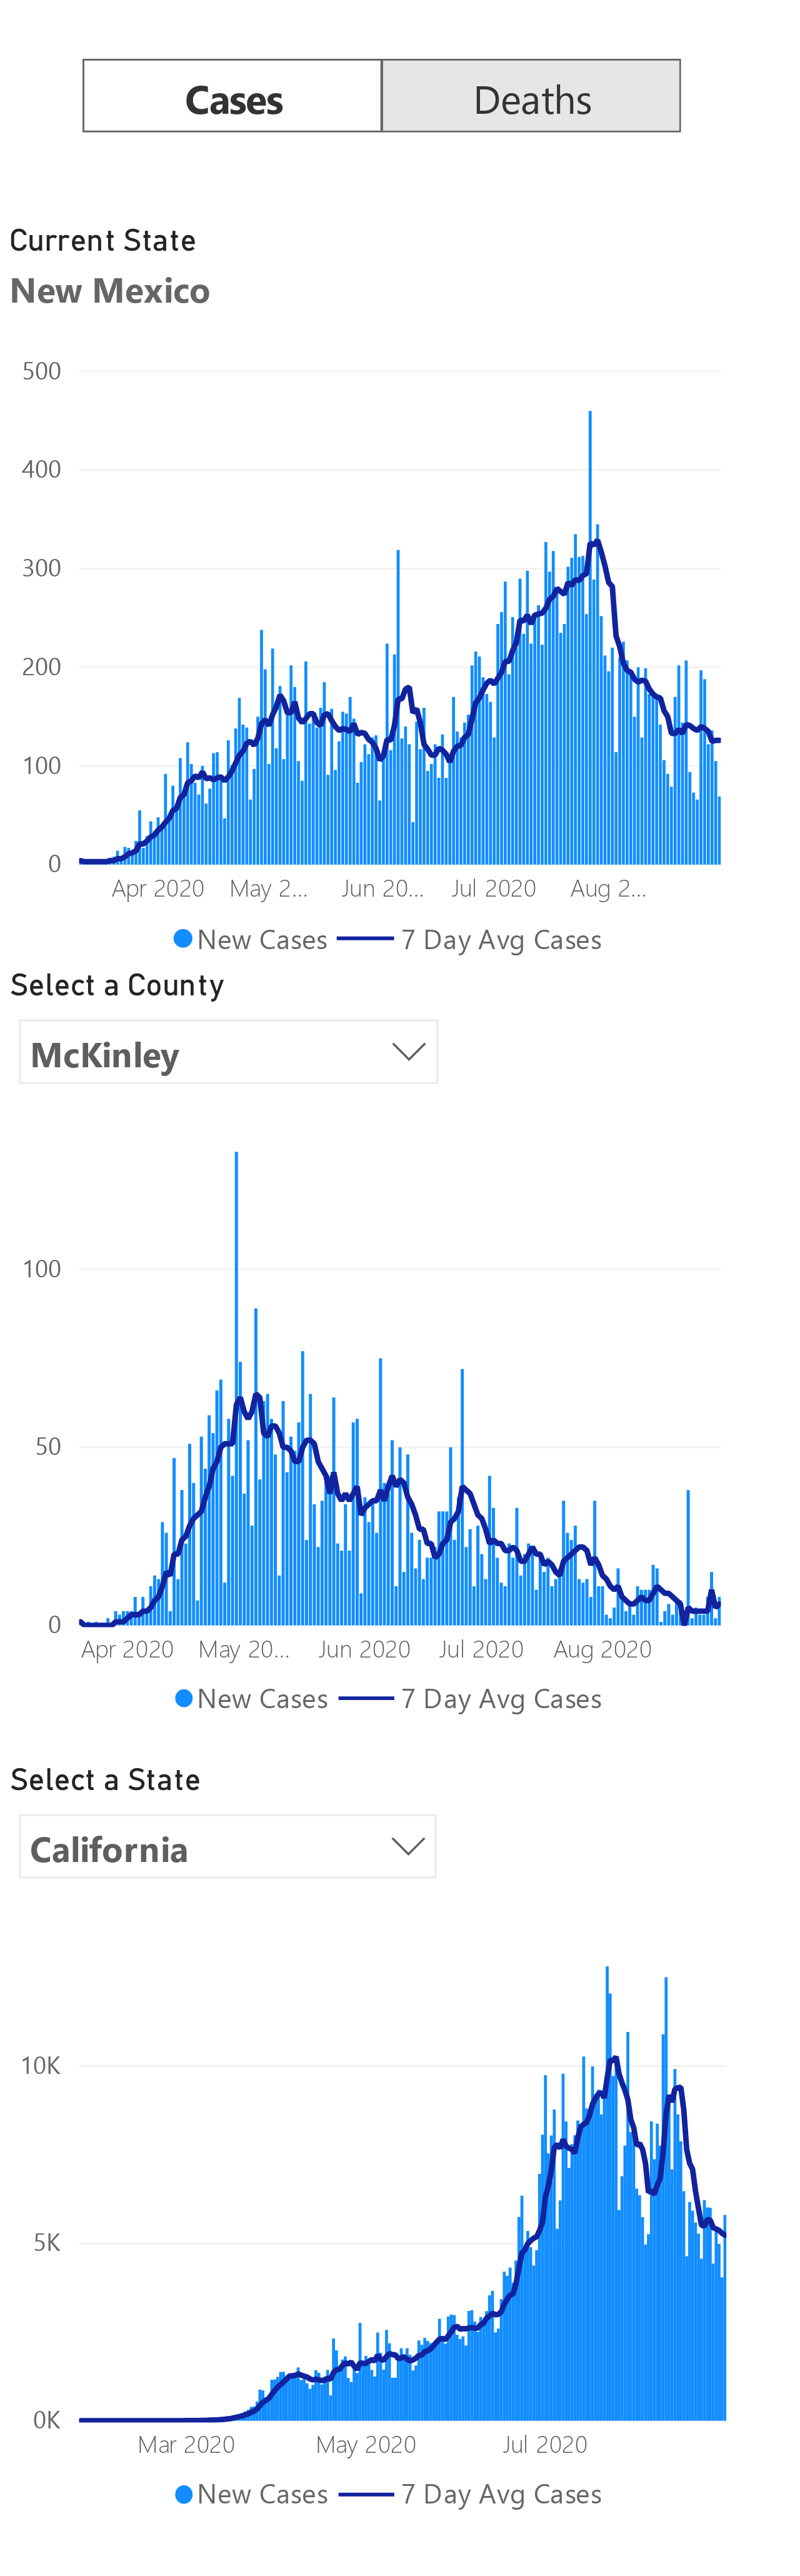 Cases Deaths
Current State
New Mexico
500
400
300
200
100
0
Apr 2020 May 2... Jun 20... Jul 2020 Aug 2...
New Cases 7 Day Avg Cases
Select a County
McKinley
100
50
0
Apr 2020 May 20... Jun 2020 Jul 2020 Aug 2020
New Cases 7 Day Avg Cases
Select a State
California
10K
5K
0K
Mar 2020 May 2020 Jul 2020
New Cases 7 Day Avg Cases